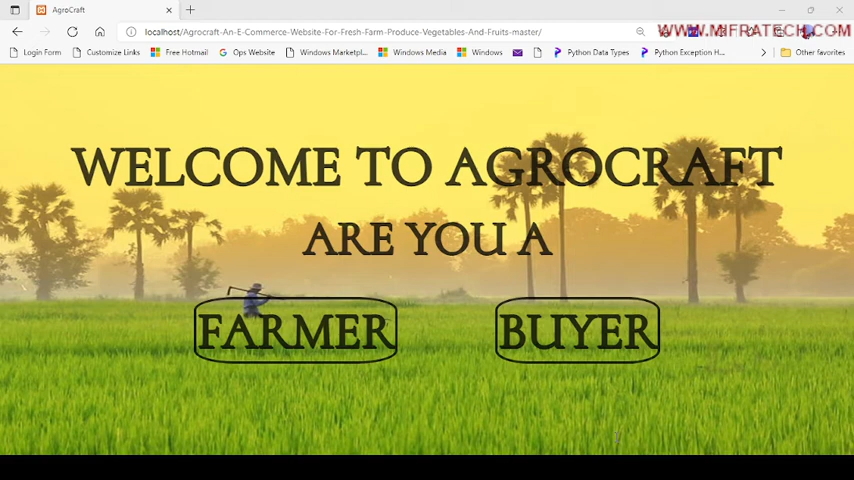 AgroCraft
WWW.MIFRATECH.COM
localhost/Agrocraft-An-E-Commerce-Website-For-Fresh-Farm-Produce-Vegetables-And-Fruits-master/
Login Form
Customize Links
Free Hotmail
Ops Website
Windows Marketpl...
Windows Media
Windows
Python Data Types
Python Exception H...
Other favorites
WELCOME TO AGROCRAFT
ARE YOU A
FARMER
BUYER